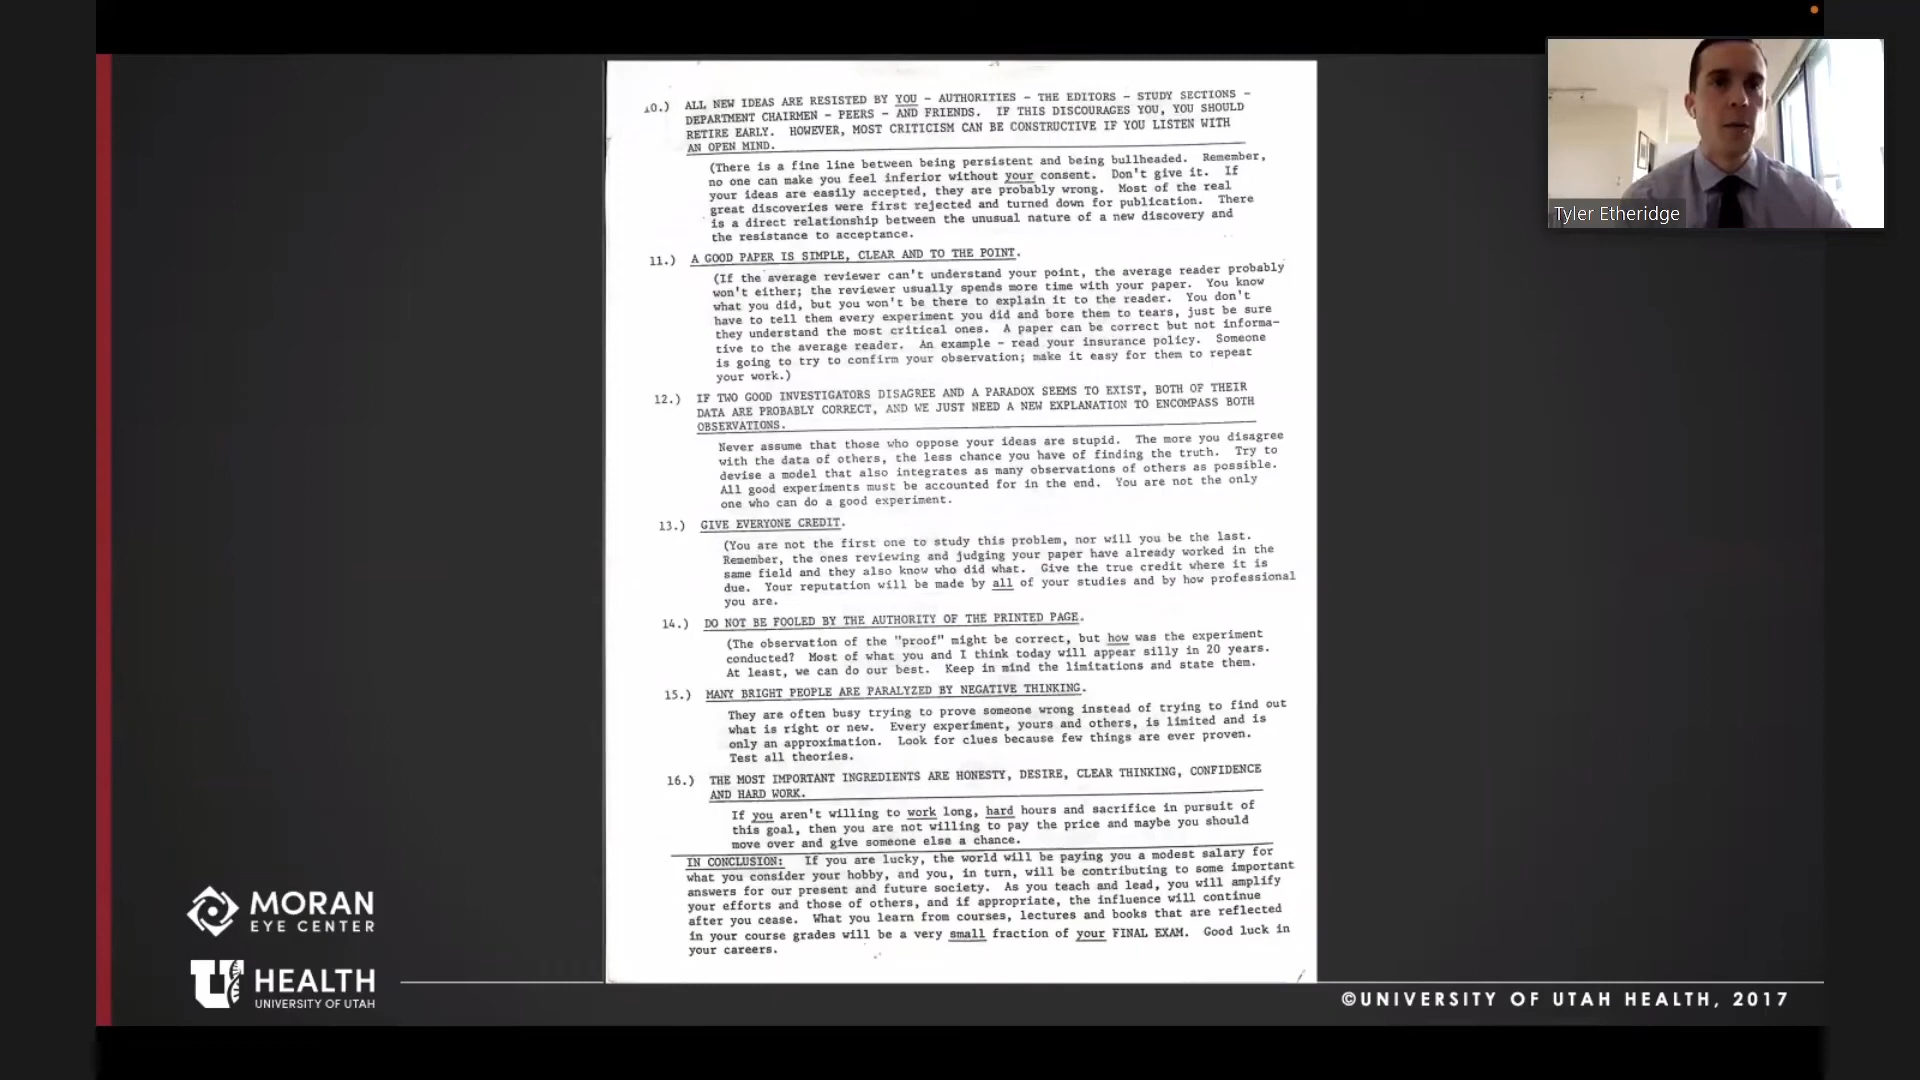 10.) ALL NEW IDEAS ARE RESISTED BY YOU - AUTHORITIES - THE EDITORS - STUDY SECTIONS -
DEPARTMENT CHAIRMEN - PEERS - AND FRIENDS. IF THIS DISCOURAGES YOU, YOU SHOULD
RETIRE EARLY. HOWEVER, MOST CRITICISM CAN BE CONSTRUCTIVE IF YOU LISTEN WITH
AN OPEN MIND.
(There is a fine line between being persistent and being bullheaded. Remember,
no one can make you feel inferior without your consent. Don't give it. If
your ideas are easily accepted, they are probably wrong. Most of the real
great discoveries were first rejected and turned down for publication. There
is a direct relationship between the unusual nature of a new discovery and
the resistance to acceptance.
11.) A GOOD PAPER IS SIMPLE, CLEAR AND TO THE POINT.
(If the average reviewer can't understand your point, the average reader probably
won't either; the reviewer usually spends more time with your paper. You know
what you did, but you won't be there to explain it to the reader. You don't
have to tell them every experiment you did and bore them to tears, just be sure
they understand the most critical ones. A paper can be correct but not informa-
tive to the average reader. An example - read your insurance policy. Someone
is going to try to confirm your observation; make it easy for them to repeat
your work.)
12.) IF TWO GOOD INVESTIGATORS DISAGREE AND A PARADOX SEEMS TO EXIST, BOTH OF THEIR
DATA ARE PROBABLY CORRECT, AND WE JUST NEED A NEW EXPLANATION TO ENCOMPASS BOTH
OBSERVATIONS.
Never assume that those who oppose your ideas are stupid. The more you disagree
with the data of others, the less chance you have of finding the truth. Try to
devise a model that also integrates as many observations of others as possible.
All good experiments must be accounted for in the end. You are not the only
one who can do a good experiment.
13.) GIVE EVERYONE CREDIT.
(You are not the first one to study this problem, nor will you be the last.
Remember, the ones reviewing and judging your paper have already worked in the
same field and they also know who did what. Give the true credit where it is
due. Your reputation will be made by all of your studies and by how professional
you are.
14.) DO NOT BE FOOLED BY THE AUTHORITY OF THE PRINTED PAGE.
(The observation of the "proof" might be correct, but how was the experiment
conducted? Most of what you and I think today will appear silly in 20 years.
At least, we can do our best. Keep in mind the limitations and state them.
15.) MANY BRIGHT PEOPLE ARE PARALYZED BY NEGATIVE THINKING.
They are often busy trying to prove someone wrong instead of trying to find out
what is right or new. Every experiment, yours and others, is limited and is
only an approximation. Look for clues because few things are ever proven.
Test all theories.
16.) THE MOST IMPORTANT INGREDIENTS ARE HONESTY, DESIRE, CLEAR THINKING, CONFIDENCE
AND HARD WORK.
If you aren't willing to work long, hard hours and sacrifice in pursuit of
this goal, then you are not willing to pay the price and maybe you should
move over and give someone else a chance.
IN CONCLUSION: If you are lucky, the world will be paying you a modest salary for
what you consider your hobby, and you, in turn, will be contributing to some important
answers for our present and future society. As you teach and lead, you will amplify
your efforts and those of others, and if appropriate, the influence will continue
after you cease. What you learn from courses, lectures and books that are reflected
in your course grades will be a very small fraction of your FINAL EXAM. Good luck in
your careers.
Tyler Etheridge
MORAN
EYE CENTER
U HEALTH
UNIVERSITY OF UTAH
©UNIVERSITY OF UTAH HEALTH, 2017